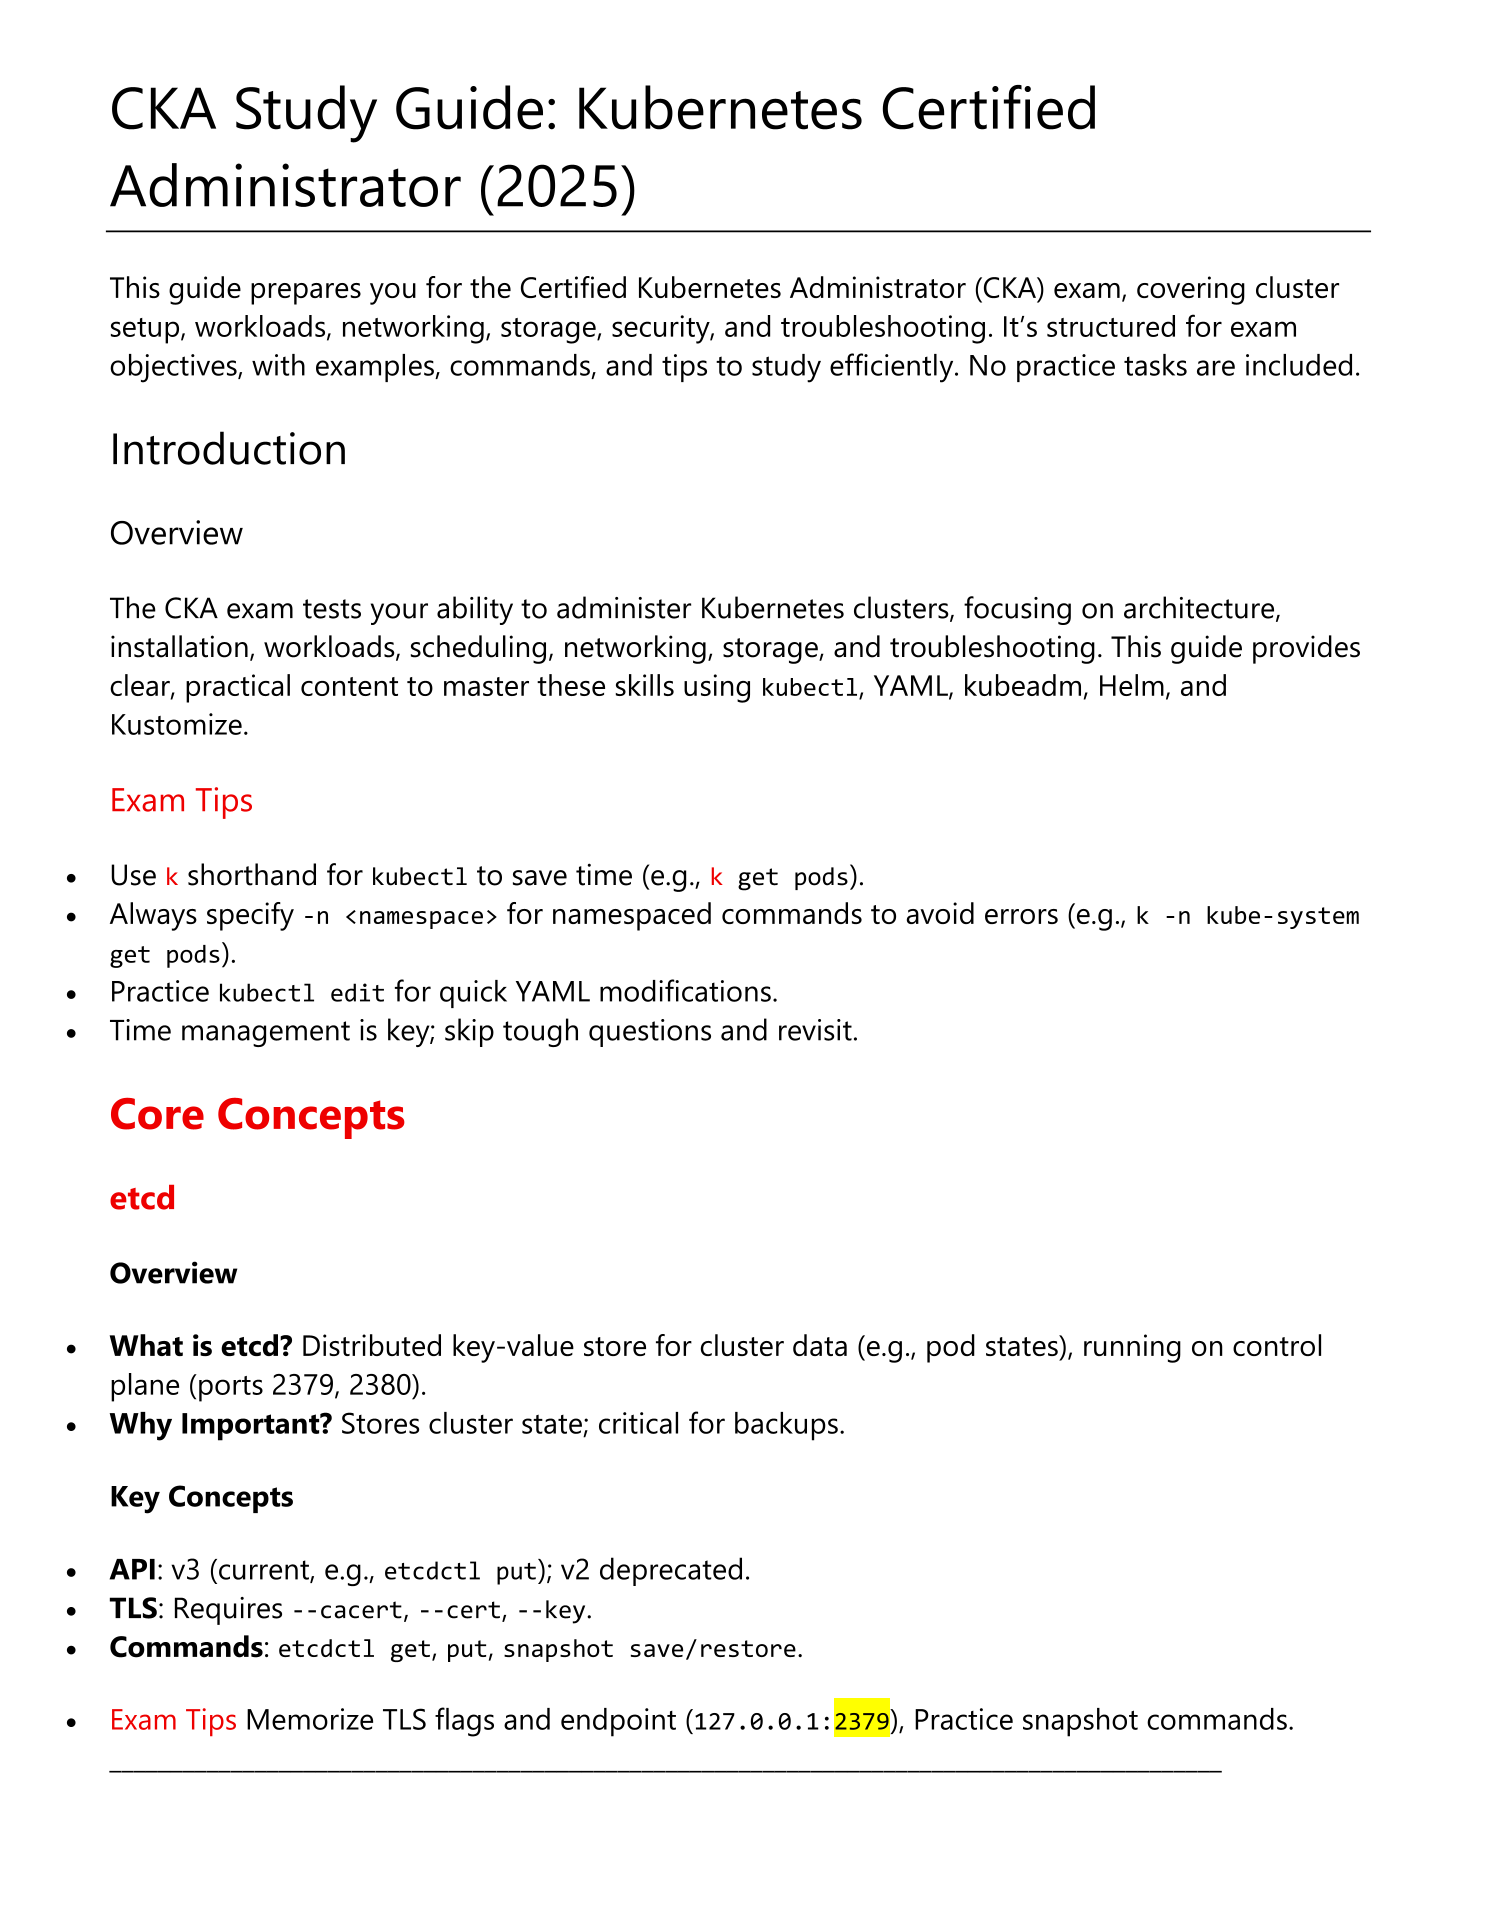 CKA Study Guide: Kubernetes Certified
Administrator (2025)
This guide prepares you for the Certified Kubernetes Administrator (CKA) exam, covering cluster
setup, workloads, networking, storage, security, and troubleshooting. It’s structured for exam
objectives, with examples, commands, and tips to study efficiently. No practice tasks are included.
Introduction
Overview
The CKA exam tests your ability to administer Kubernetes clusters, focusing on architecture,
installation, workloads, scheduling, networking, storage, and troubleshooting. This guide provides
clear, practical content to master these skills using kubectl, YAML, kubeadm, Helm, and
Kustomize.
Exam Tips
• Use k shorthand for kubectl to save time (e.g., k get pods).
• Always specify -n <namespace> for namespaced commands to avoid errors (e.g., k -n kube-system
get pods).
• Practice kubectl edit for quick YAML modifications.
• Time management is key; skip tough questions and revisit.
Core Concepts
etcd
Overview
• What is etcd? Distributed key-value store for cluster data (e.g., pod states), running on control
plane (ports 2379, 2380).
• Why Important? Stores cluster state; critical for backups.
Key Concepts
• API: v3 (current, e.g., etcdctl put); v2 deprecated.
• TLS: Requires --cacert, --cert, --key.
• Commands: etcdctl get, put, snapshot save/restore.
• Exam Tips Memorize TLS flags and endpoint (127.0.0.1:2379), Practice snapshot commands.